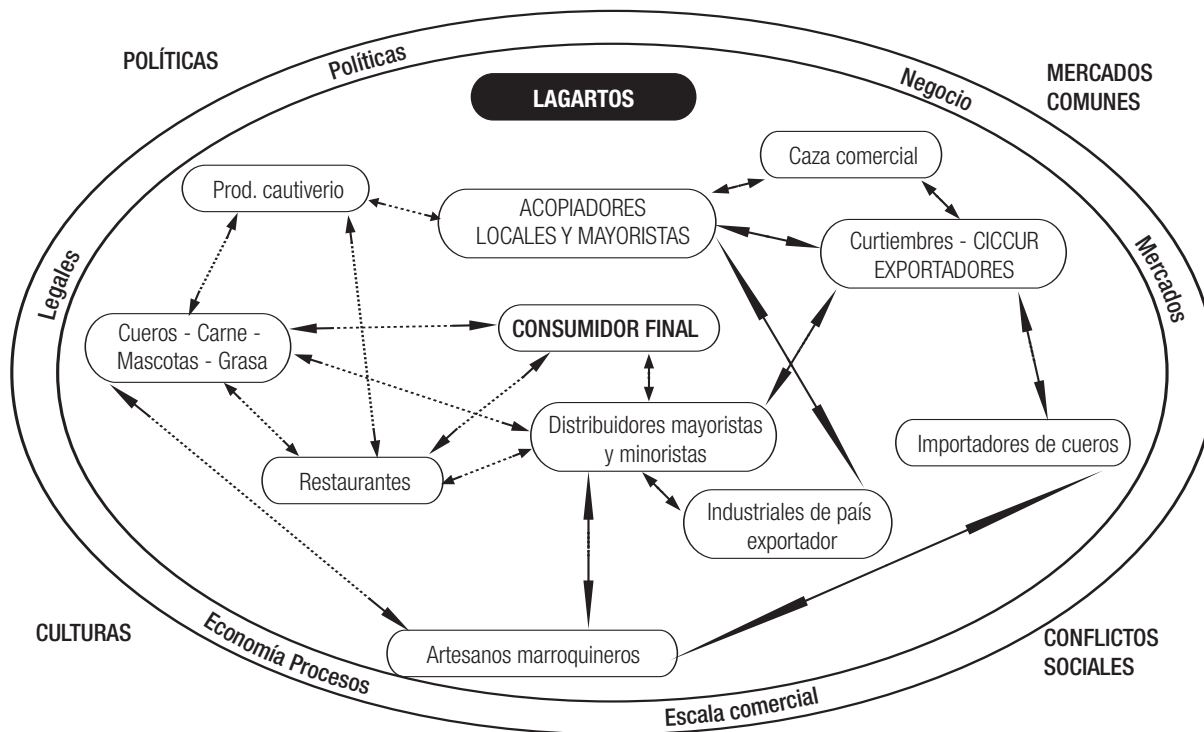 POLÍTICAS
Políticas
Negocio
MERCADOS
COMUNES
LAGARTOS
Caza comercial
Prod. cautiverio
ACOPIADORES
LOCALES Y MAYORISTAS
Curtiembres - CICCUR
EXPORTADORES
Legales
Mercados
Cueros - Carne -
Mascotas - Grasa
CONSUMIDOR FINAL
Distribuidores mayoristas
y minoristas
Importadores de cueros
Restaurantes
Industriales de país
exportador
CULTURAS
Economía Procesos
Artesanos marroquineros
Escala comercial
CONFLICTOS
SOCIALES